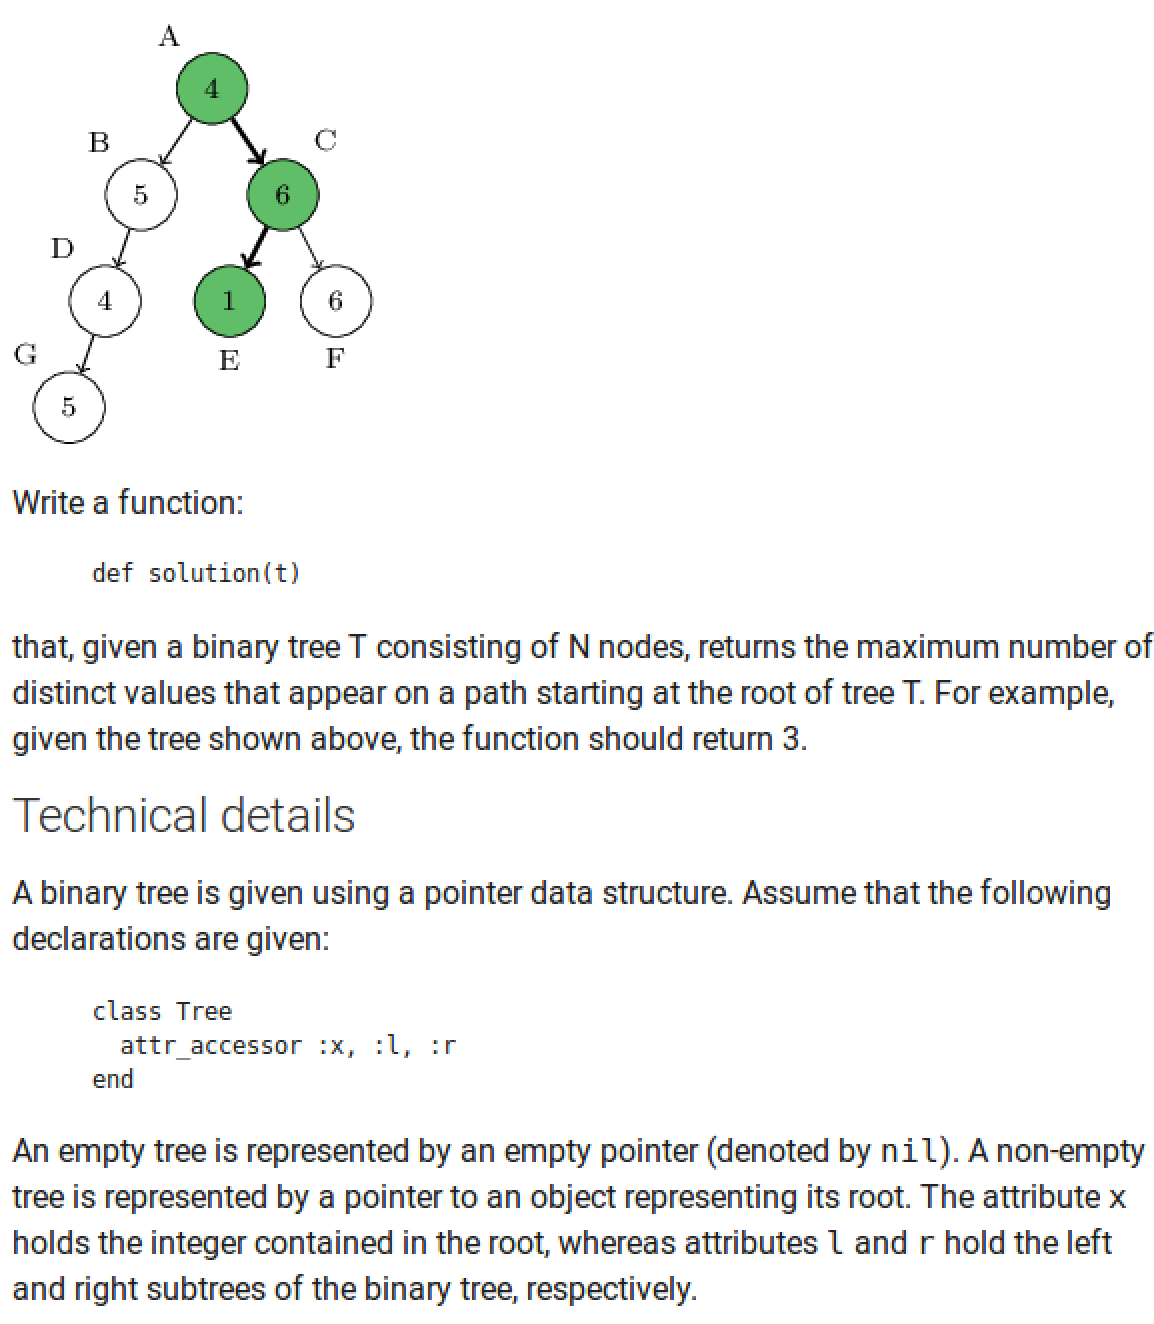 A
4
B
C
5
6
D
4
1
6
G
E
F
5
Write a function:
def solution(t)
that, given a binary tree T consisting of N nodes, returns the maximum number of
distinct values that appear on a path starting at the root of tree T. For example,
given the tree shown above, the function should return 3.
Technical details
A binary tree is given using a pointer data structure. Assume that the following
declarations are given:
class Tree
attr_accessor :x, :l, :r
end
An empty tree is represented by an empty pointer (denoted by nil). A non-empty
tree is represented by a pointer to an object representing its root. The attribute x
holds the integer contained in the root, whereas attributes l and r hold the left
and right subtrees of the binary tree, respectively.